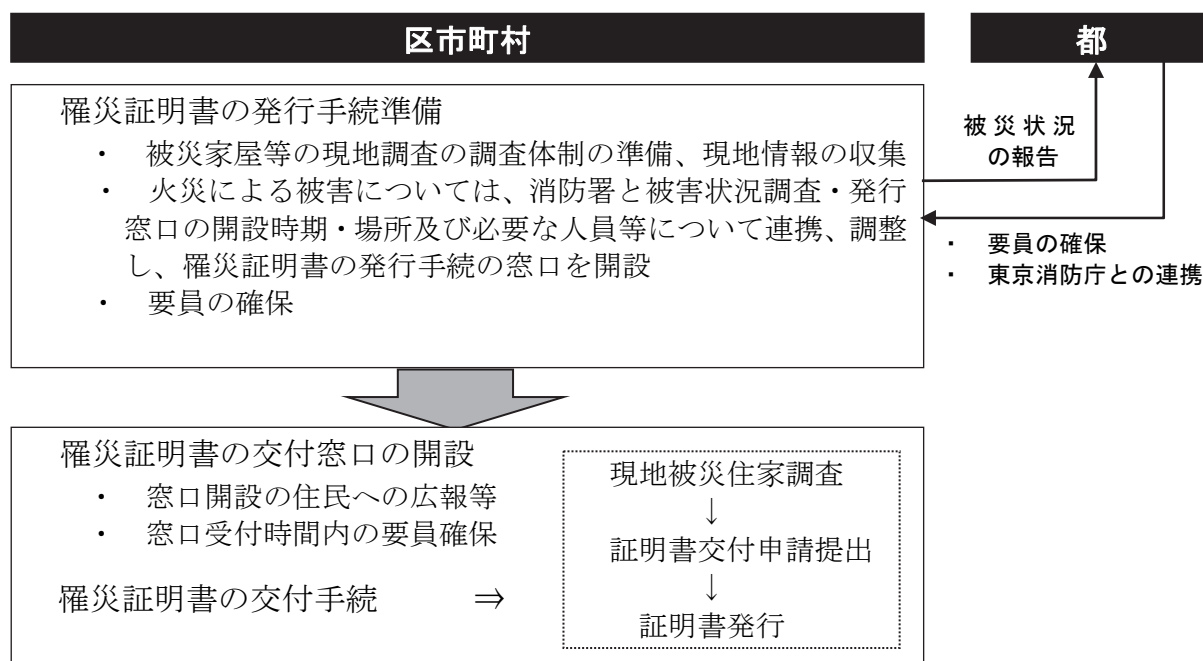 区市町村
都
罹災証明書の発行手続準備
・ 被災家屋等の現地調査の調査体制の準備、現地情報の収集
・ 火災による被害については、消防署と被害状況調査・発行
窓口の開設時期・場所及び必要な人員等について連携、調整
し、罹災証明書の発行手続の窓口を開設
・ 要員の確保
被災状況
の報告
・ 要員の確保
・ 東京消防庁との連携
罹災証明書の交付窓口の開設
・ 窓口開設の住民への広報等
・ 窓口受付時間内の要員確保
罹災証明書の交付手続 ⇒
現地被災住家調査
↓
証明書交付申請提出
↓
証明書発行